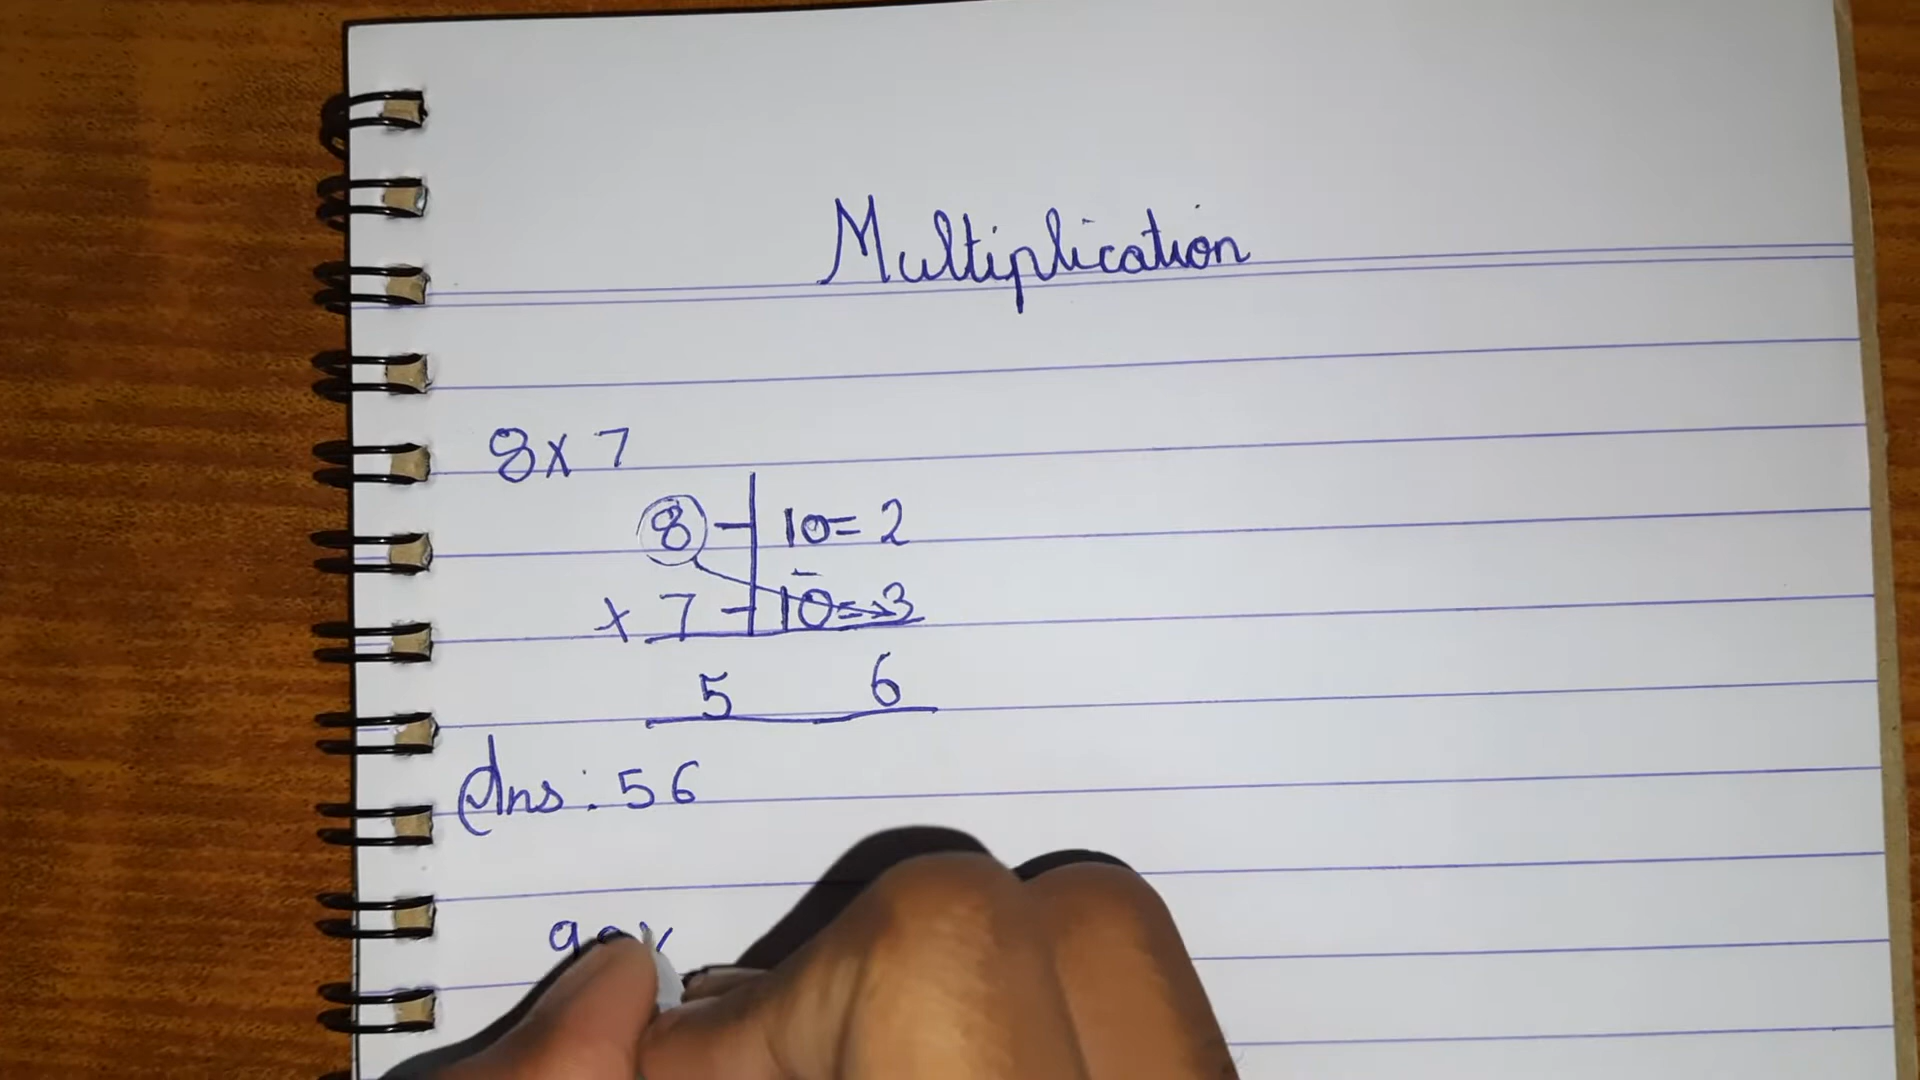 Multiplication
8 x 7
8 - | 10 = 2
x 7 - | 10 = 3
5 6
Ans : 56